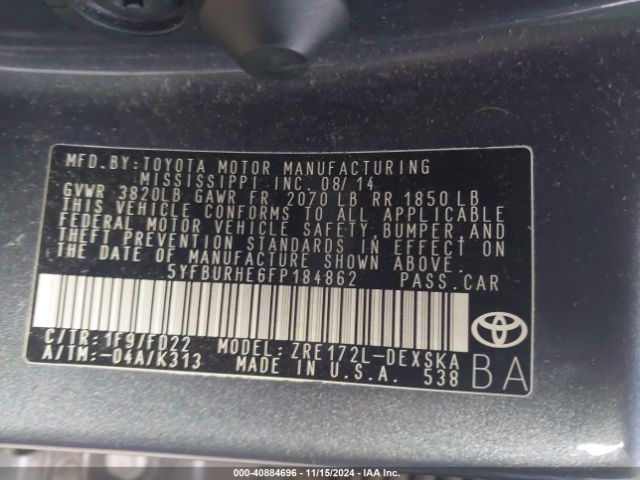 MFD.BY:TOYOTA MOTOR MANUFACTURING
MISSISSIPPI INC. 08/14
GVWR 3820LB GAWR FR 2070 LB RR 1850 LB
THIS VEHICLE CONFORMS TO ALL APPLICABLE
FEDERAL MOTOR VEHICLE SAFETY,BUMPER,AND
THEFT PREVENTION STANDARDS IN EFFECT ON
THE DATE OF MANUFACTURE SHOWN ABOVE.
5YFBURHE6FP184862 PASS.CAR
C/TR:1F9/FD22 MODEL:ZRE172L-DEXSKA
A/TM:-04A/K313 MADE IN U.S.A. 538
BA
00-40884696 - 11/15/2024 - IAA Inc.